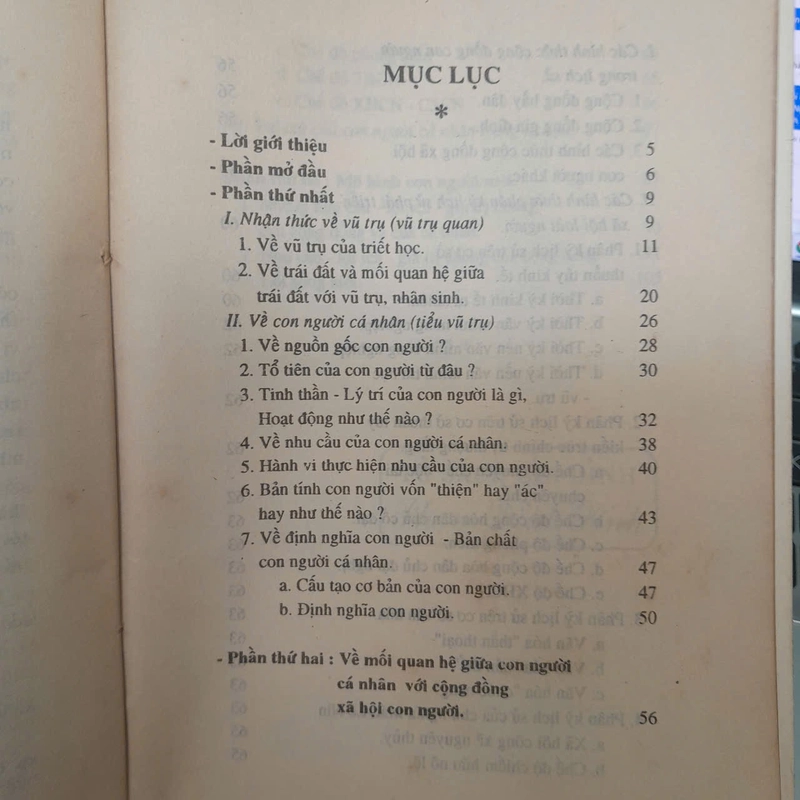 MỤC LỤC
*
- Lời giới thiệu 5
- Phần mở đầu 6
- Phần thứ nhất 9
I. Nhận thức về vũ trụ (vũ trụ quan) 9
1. Về vũ trụ của triết học. 11
2. Về trái đất và mối quan hệ giữa
trái đất với vũ trụ, nhân sinh. 20
II. Về con người cá nhân (tiểu vũ trụ) 26
1. Về nguồn gốc con người ? 28
2. Tổ tiên của con người từ đâu ? 30
3. Tinh thần - Lý trí của con người là gì,
Hoạt động như thế nào ? 32
4. Về nhu cầu của con người cá nhân. 38
5. Hành vi thực hiện nhu cầu của con người. 40
6. Bản tính con người vốn "thiện" hay "ác"
hay như thế nào ? 43
7. Về định nghĩa con người - Bản chất
con người cá nhân. 47
a. Cấu tạo cơ bản của con người. 47
b. Định nghĩa con người. 50
- Phần thứ hai : Về mối quan hệ giữa con người
cá nhân với cộng đồng
xã hội con người. 56